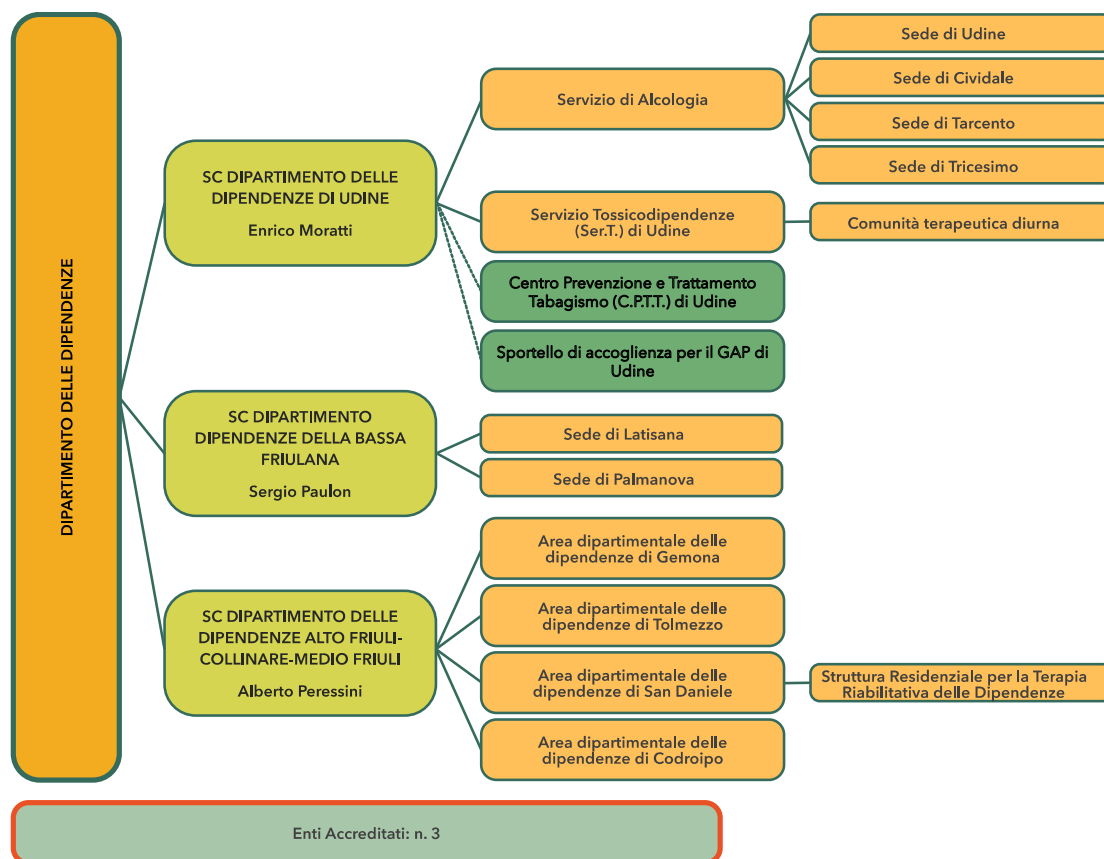 DIPARTIMENTO DELLE DIPENDENZE
SC DIPARTIMENTO DELLE
DIPENDENZE DI UDINE
Enrico Moratti
Servizio di Alcologia
Sede di Udine
Sede di Cividale
Sede di Tarcento
Sede di Tricesimo
Servizio Tossicodipendenze
(Ser.T.) di Udine
Comunità terapeutica diurna
Centro Prevenzione e Trattamento
Tabagismo (C.P.T.T.) di Udine
Sportello di accoglienza per il GAP di
Udine
SC DIPARTIMENTO
DIPENDENZE DELLA BASSA
FRIULANA
Sergio Paulon
Sede di Latisana
Sede di Palmanova
SC DIPARTIMENTO DELLE
DIPENDENZE ALTO FRIULI-
COLLINARE-MEDIO FRIULI
Alberto Peressini
Area dipartimentale delle
dipendenze di Gemona
Area dipartimentale delle
dipendenze di Tolmezzo
Area dipartimentale delle
dipendenze di San Daniele
Struttura Residenziale per la Terapia
Riabilitativa delle Dipendenze
Area dipartimentale delle
dipendenze di Codroipo
Enti Accreditati: n. 3